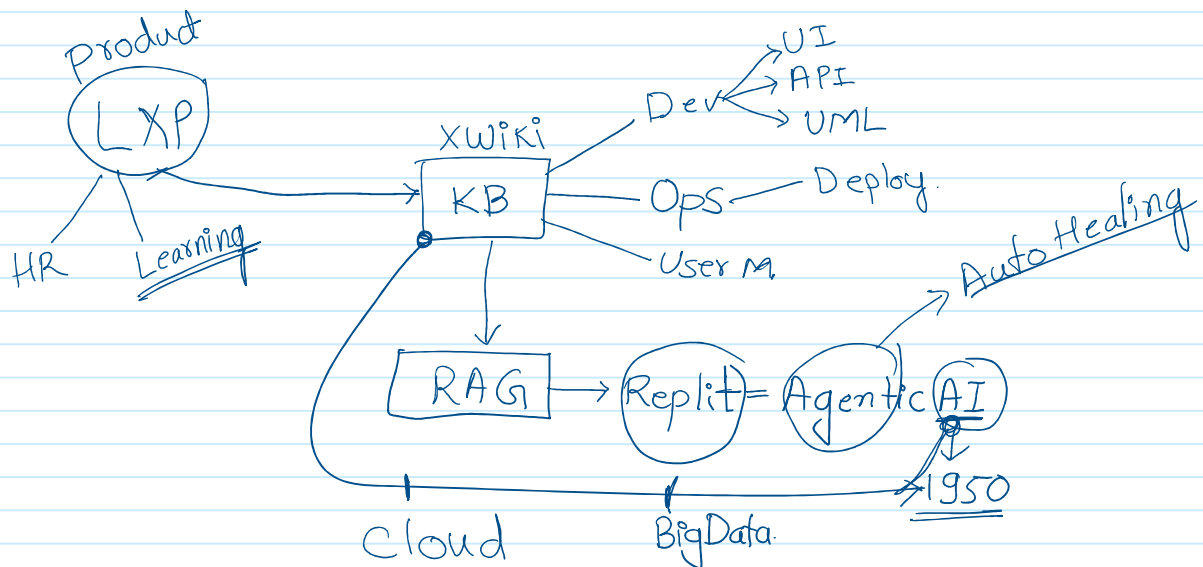 Product
LXP
HR
Learning
XWiKi
KB
Dev
UI
API
UML
Ops
Deploy.
User M.
Auto Healing
RAG
Replit = Agentic AI
1950
Cloud
BigData.